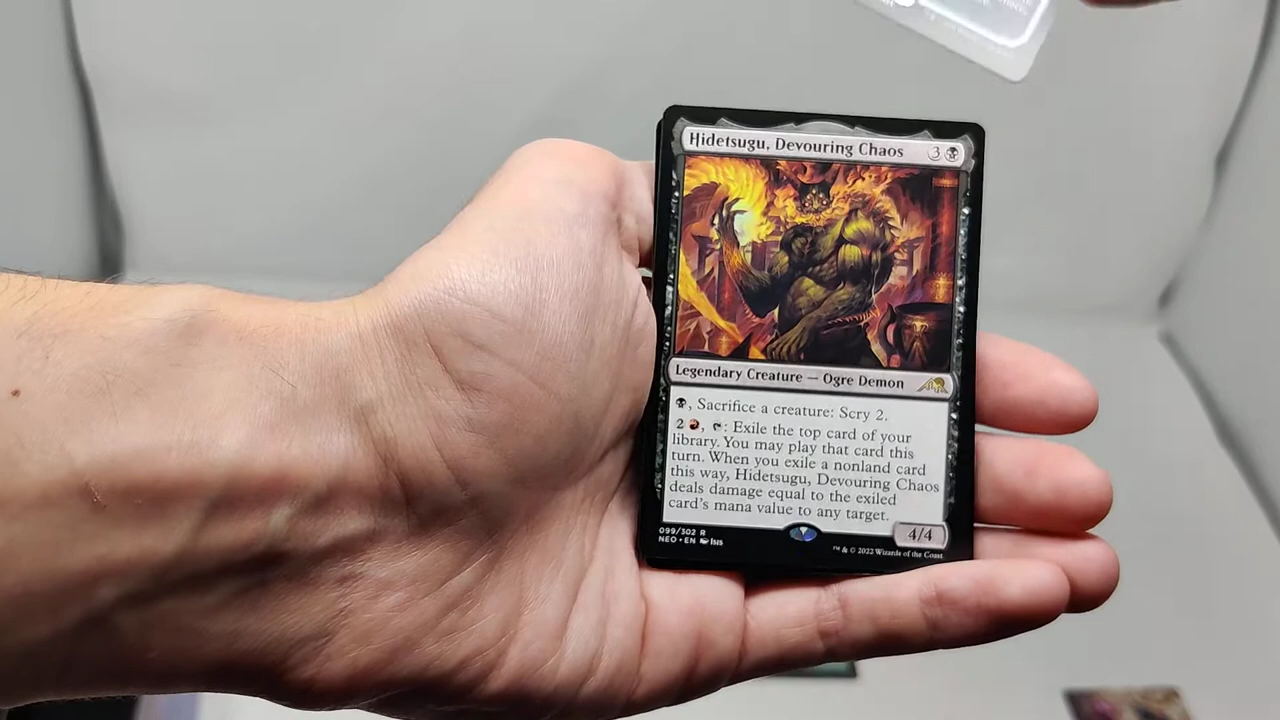 Hidetsugu, Devouring Chaos 3
Legendary Creature — Ogre Demon
, Sacrifice a creature: Scry 2.
2 , : Exile the top card of your
library. You may play that card this
turn. When you exile a nonland card
this way, Hidetsugu, Devouring Chaos
deals damage equal to the exiled
card's mana value to any target.
4/4
099/302 R
NEO • EN Isis
™ & © 2022 Wizards of the Coast